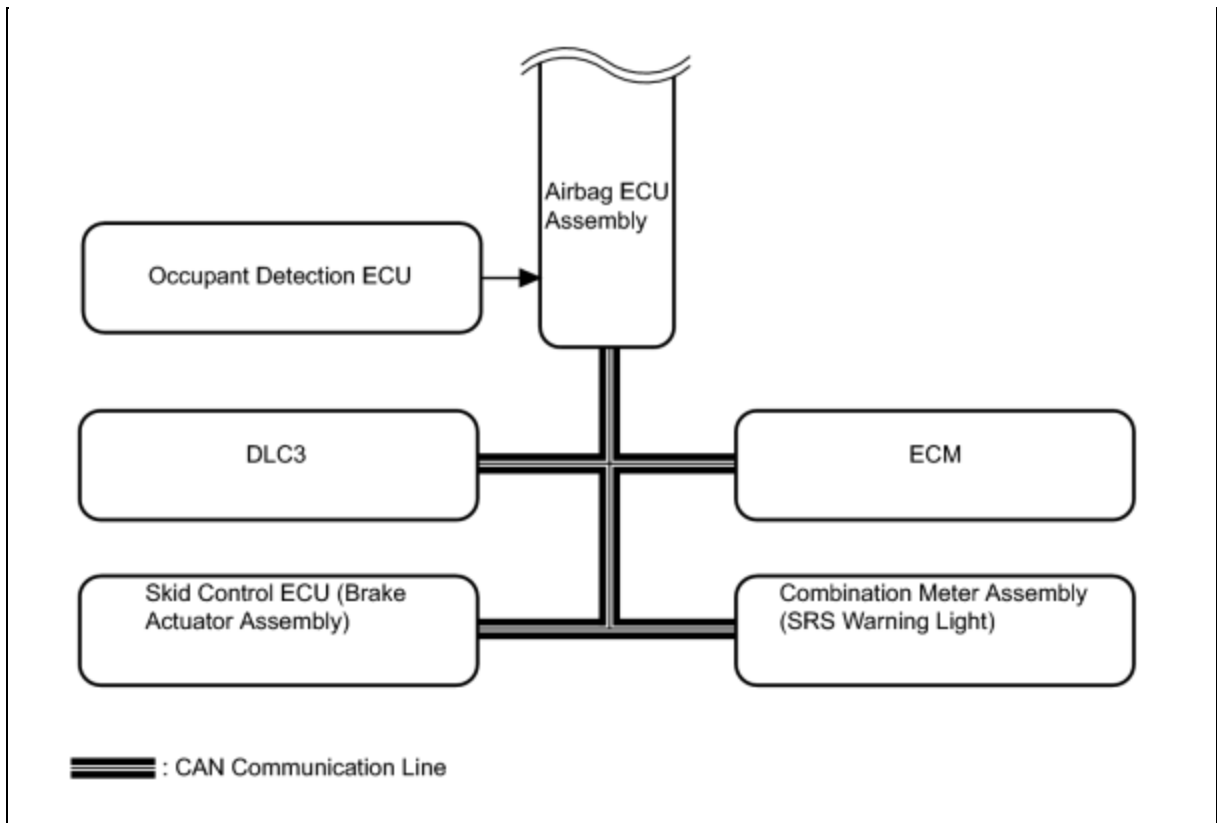 Airbag ECU
Assembly
Occupant Detection ECU
DLC3
ECM
Skid Control ECU (Brake
Actuator Assembly)
Combination Meter Assembly
(SRS Warning Light)
: CAN Communication Line